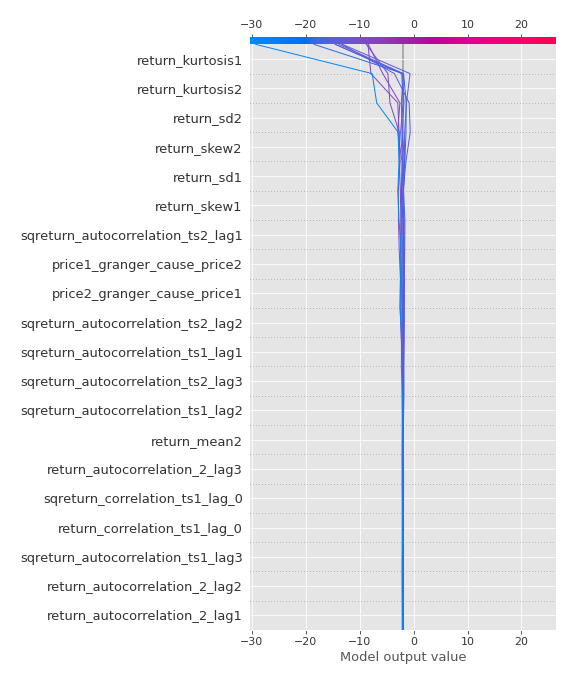 −30 −20 −10 0 10 20
return_kurtosis1
return_kurtosis2
return_sd2
return_skew2
return_sd1
return_skew1
sqreturn_autocorrelation_ts2_lag1
price1_granger_cause_price2
price2_granger_cause_price1
sqreturn_autocorrelation_ts2_lag2
sqreturn_autocorrelation_ts1_lag1
sqreturn_autocorrelation_ts2_lag3
sqreturn_autocorrelation_ts1_lag2
return_mean2
return_autocorrelation_2_lag3
sqreturn_correlation_ts1_lag_0
return_correlation_ts1_lag_0
sqreturn_autocorrelation_ts1_lag3
return_autocorrelation_2_lag2
return_autocorrelation_2_lag1
−30 −20 −10 0 10 20
Model output value